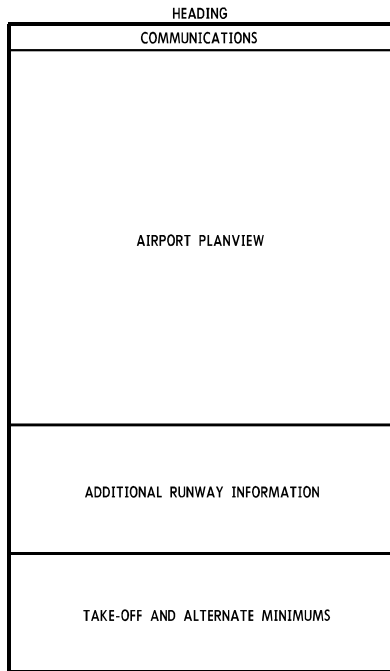 HEADING
COMMUNICATIONS
AIRPORT PLANVIEW
ADDITIONAL RUNWAY INFORMATION
TAKE-OFF AND ALTERNATE MINIMUMS